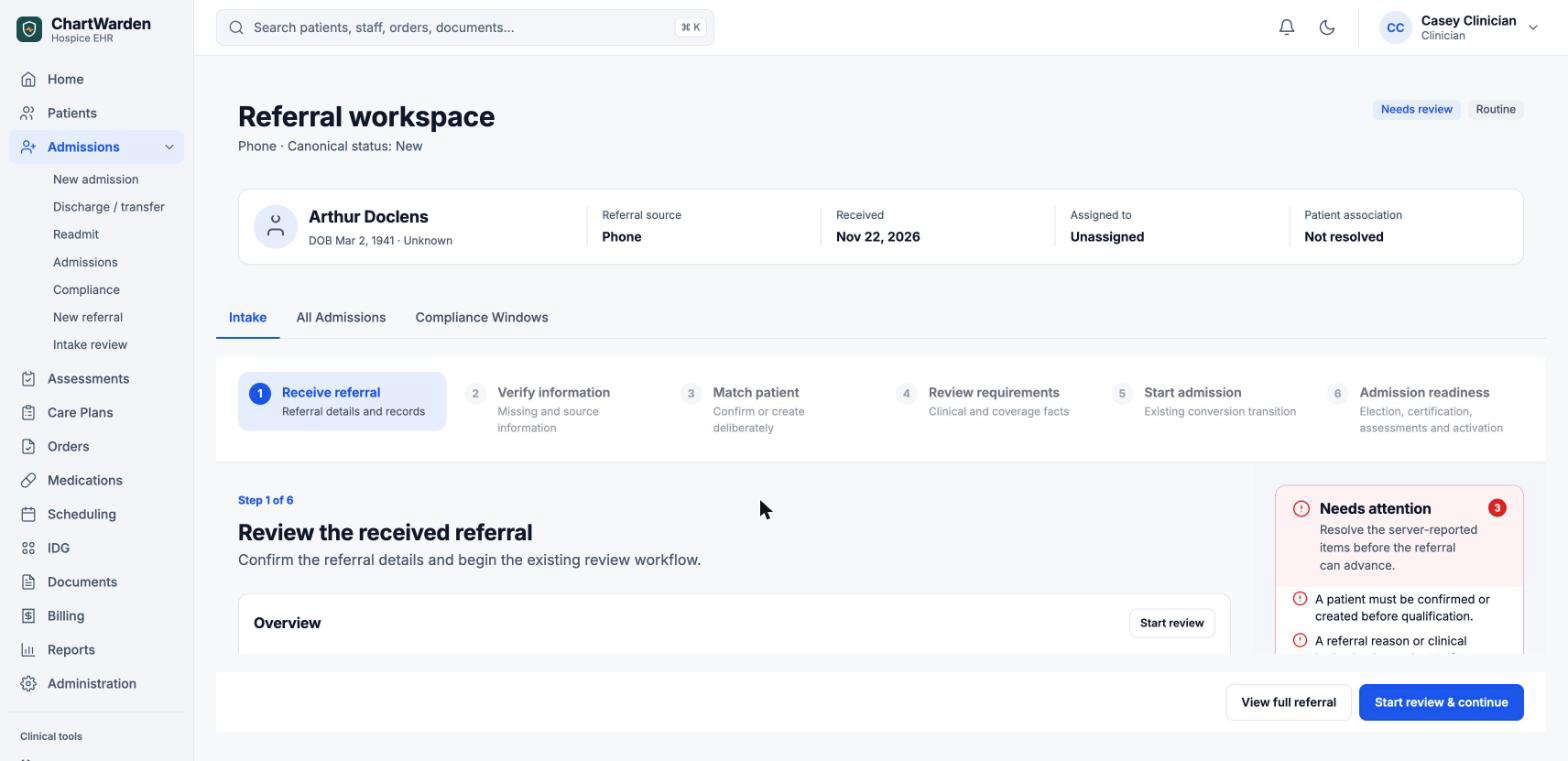 ChartWarden
Hospice EHR
Search patients, staff, orders, documents...
⌘ K
CC
Casey Clinician
Clinician
Home
Patients
Admissions
New admission
Discharge / transfer
Readmit
Admissions
Compliance
New referral
Intake review
Assessments
Care Plans
Orders
Medications
Scheduling
IDG
Documents
Billing
Reports
Administration
Clinical tools
Referral workspace
Phone · Canonical status: New
Needs review
Routine
Arthur Doclens
DOB Mar 2, 1941 · Unknown
Referral source
Phone
Received
Nov 22, 2026
Assigned to
Unassigned
Patient association
Not resolved
Intake
All Admissions
Compliance Windows
1
Receive referral
Referral details and records
2
Verify information
Missing and source
information
3
Match patient
Confirm or create
deliberately
4
Review requirements
Clinical and coverage facts
5
Start admission
Existing conversion transition
6
Admission readiness
Election, certification,
assessments and activation
Step 1 of 6
Review the received referral
Confirm the referral details and begin the existing review workflow.
Overview
Start review
Needs attention
3
Resolve the server-reported
items before the referral
can advance.
A patient must be confirmed or
created before qualification.
A referral reason or clinical
View full referral
Start review & continue